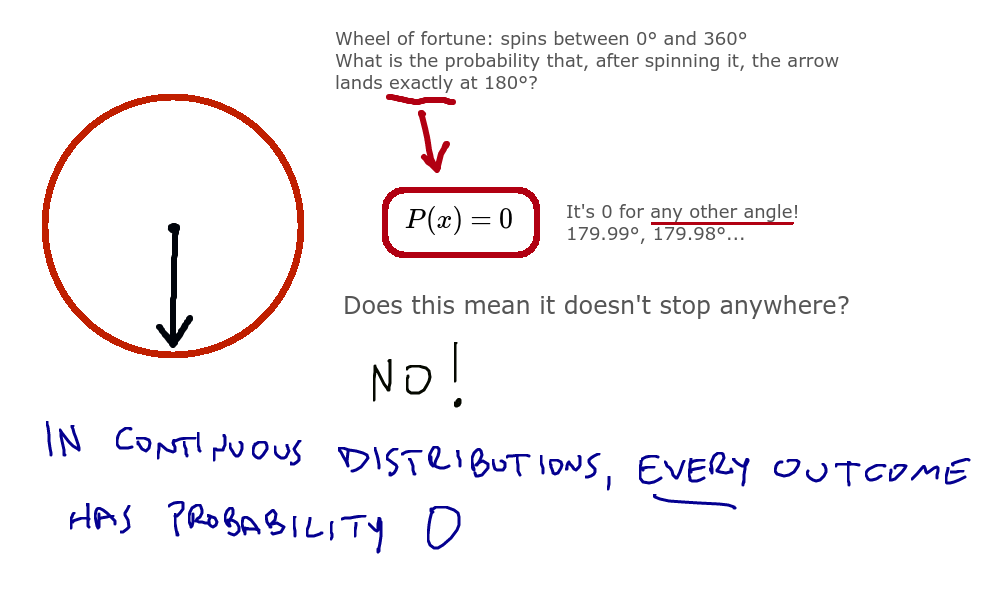 Wheel of fortune: spins between 0° and 360°
What is the probability that, after spinning it, the arrow
lands exactly at 180°?
P(x) = 0
It's 0 for any other angle!
179.99°, 179.98°...
Does this mean it doesn't stop anywhere?
NO!
IN CONTINUOUS DISTRIBUTIONS, EVERY OUTCOME
HAS PROBABILITY 0